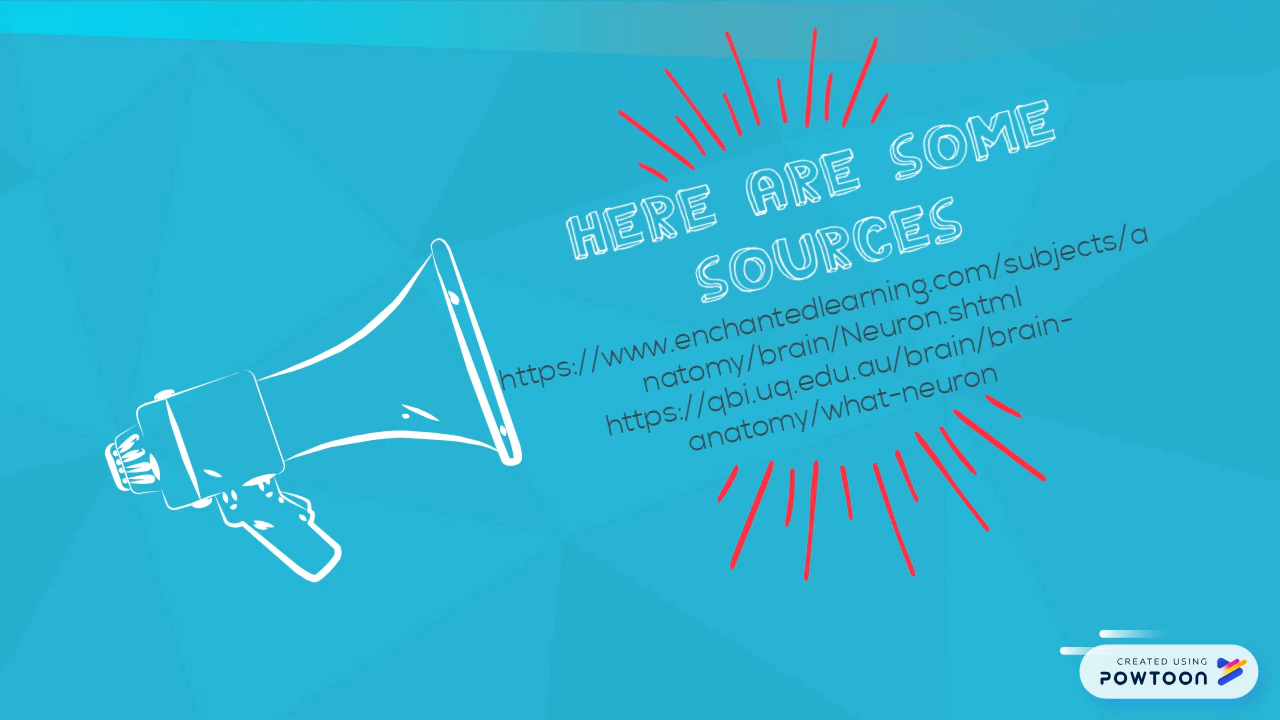 HERE ARE SOME
SOURCES
https://www.enchantedlearning.com/subjects/a
natomy/brain/Neuron.shtml
https://qbi.uq.edu.au/brain/brain-
anatomy/what-neuron
CREATED USING
POWTOON